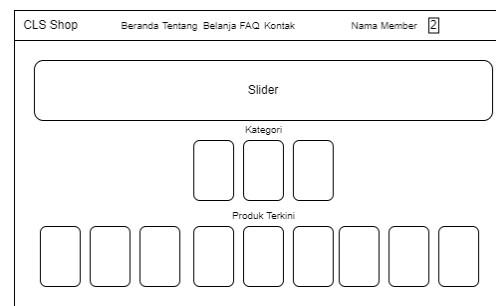 CLS Shop Beranda Tentang Belanja FAQ Kontak Nama Member 2
Slider
Kategori
Produk Terkini